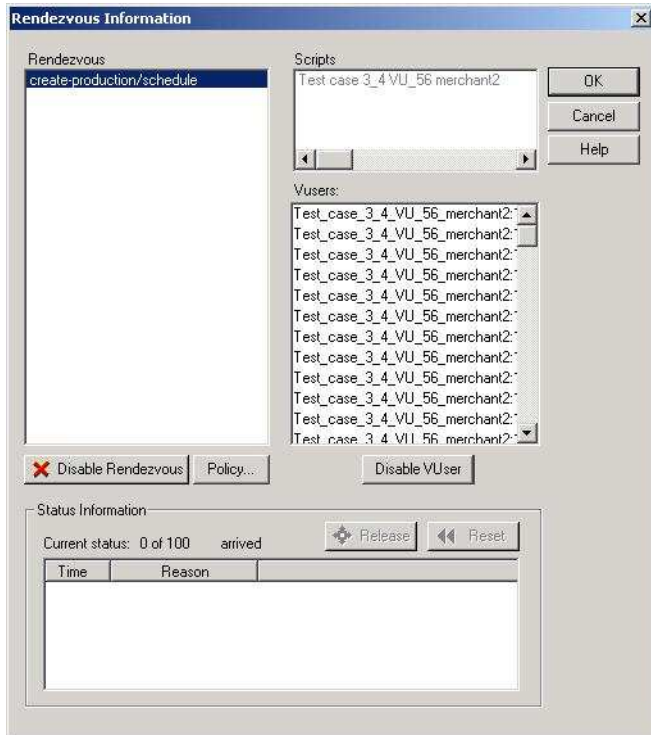 Rendezvous Information
Rendezvous
create-production/schedule
Scripts
Test case 3_4 VU_56 merchant2
OK
Cancel
Help
Vusers:
Test_case_3_4_VU_56_merchant2:
Test_case_3_4_VU_56_merchant2:
Test_case_3_4_VU_56_merchant2:
Test_case_3_4_VU_56_merchant2:
Test_case_3_4_VU_56_merchant2:
Test_case_3_4_VU_56_merchant2:
Test_case_3_4_VU_56_merchant2:
Test_case_3_4_VU_56_merchant2:
Test_case_3_4_VU_56_merchant2:
Test_case_3_4_VU_56_merchant2:
Test_case_3_4_VU_56_merchant2:
Test_case_3_4_VU_56_merchant2:
Disable Rendezvous
Policy...
Disable VUser
Status Information
Current status: 0 of 100 arrived
Release
Reset
Time Reason